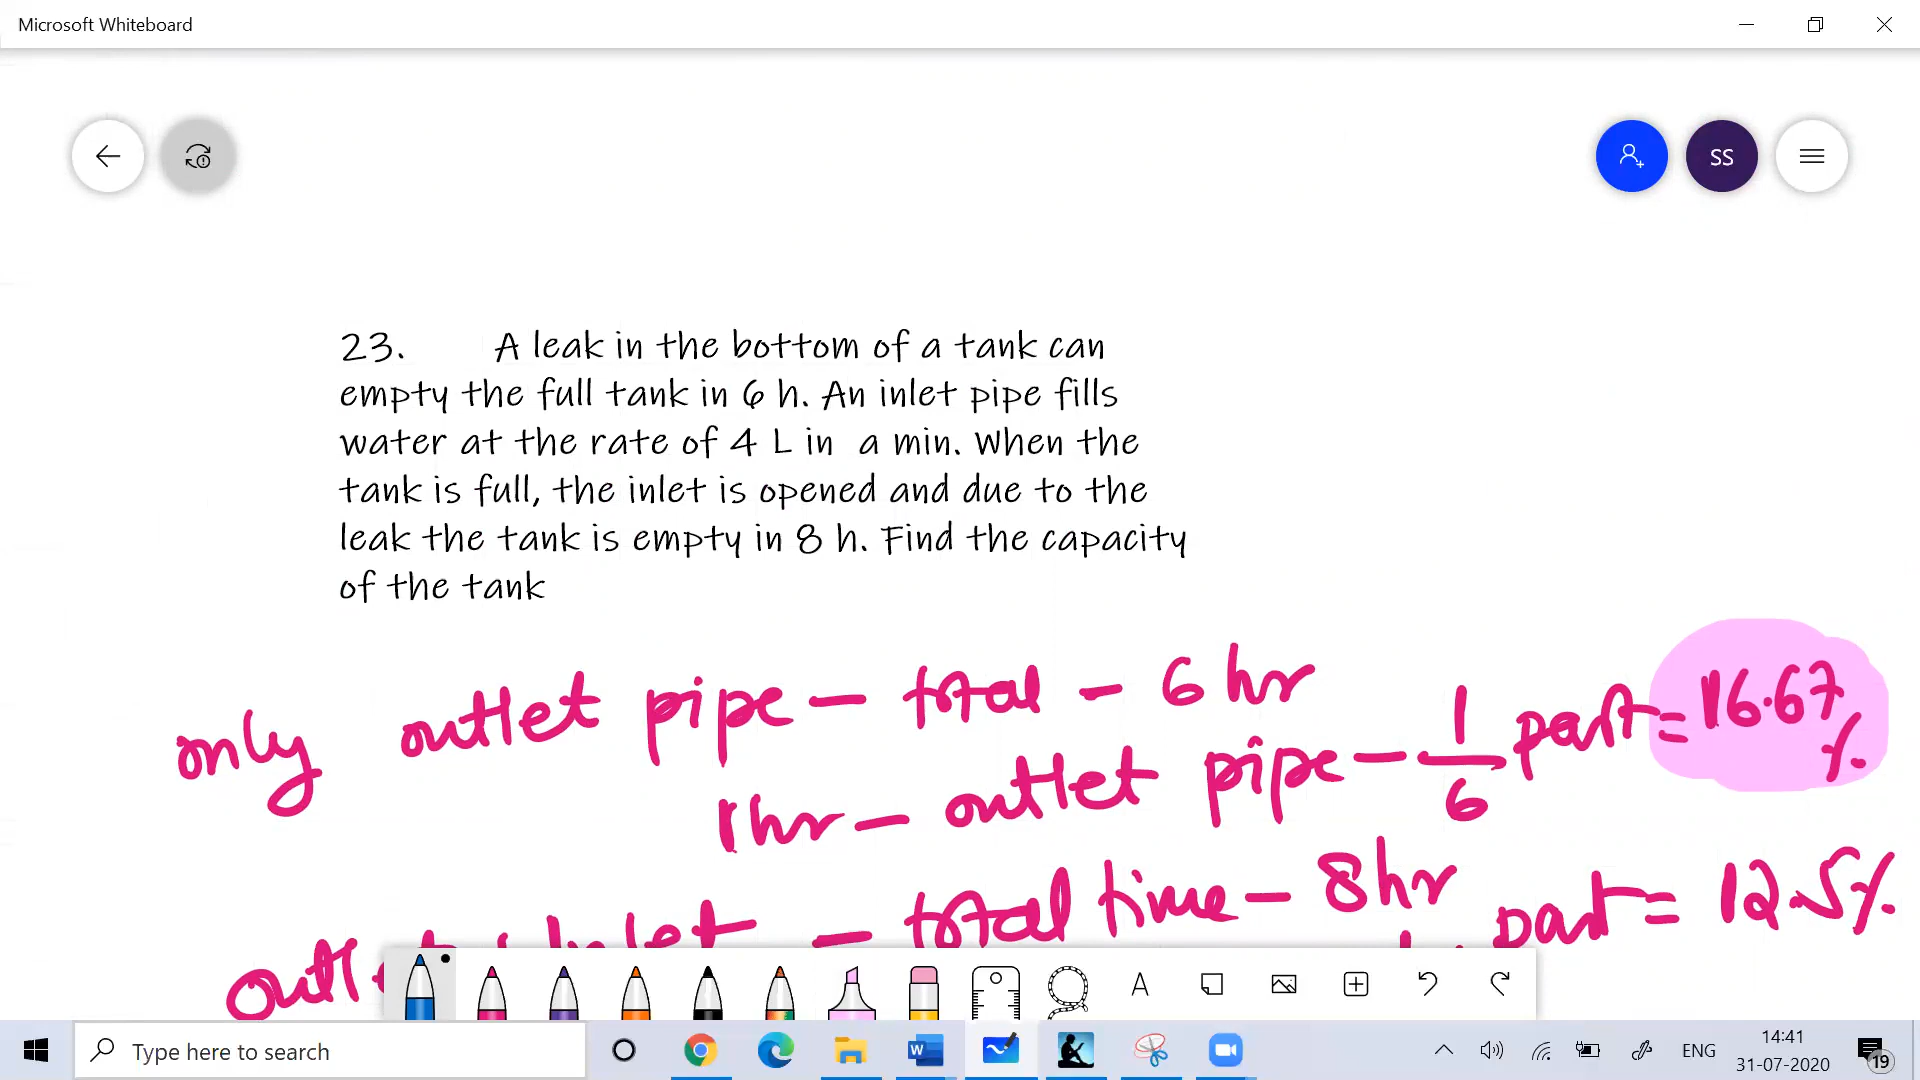 Microsoft Whiteboard
SS
23. A leak in the bottom of a tank can
empty the full tank in 6 h. An inlet pipe fills
water at the rate of 4 L in a min. When the
tank is full, the inlet is opened and due to the
leak the tank is empty in 8 h. Find the capacity
of the tank
only outlet pipe - total - 6 hr
1hr - outlet pipe - 1/6 part = 16.67 %.
- total time - 8hr
part = 12.5%
A
Type here to search
W
ENG
14:41
31-07-2020
19